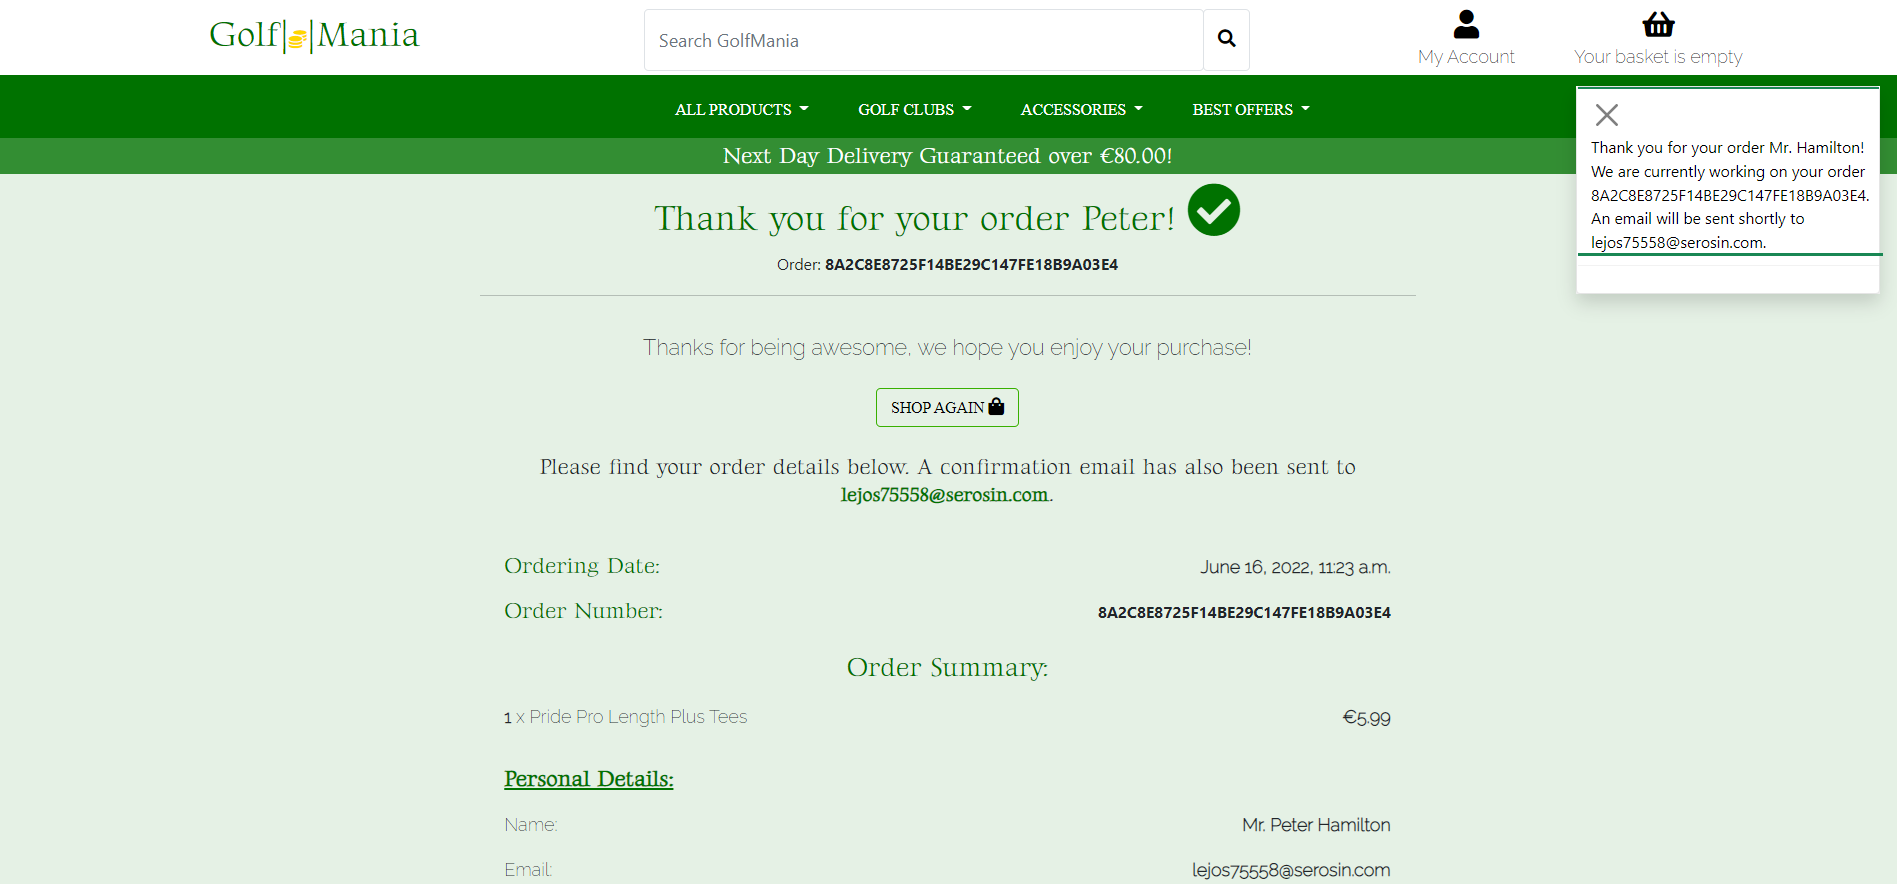 Golf Mania
Search GolfMania
My Account
Your basket is empty
ALL PRODUCTS
GOLF CLUBS
ACCESSORIES
BEST OFFERS
Next Day Delivery Guaranteed over €80.00!
Thank you for your order Mr. Hamilton!
We are currently working on your order
8A2C8E8725F14BE29C147FE18B9A03E4.
An email will be sent shortly to
lejos75558@serosin.com.
Thank you for your order Peter!
Order: 8A2C8E8725F14BE29C147FE18B9A03E4
Thanks for being awesome, we hope you enjoy your purchase!
SHOP AGAIN
Please find your order details below. A confirmation email has also been sent to
lejos75558@serosin.com.
Ordering Date:
June 16, 2022, 11:23 a.m.
Order Number:
8A2C8E8725F14BE29C147FE18B9A03E4
Order Summary:
1 x Pride Pro Length Plus Tees
€5.99
Personal Details:
Name:
Mr. Peter Hamilton
Email:
lejos75558@serosin.com